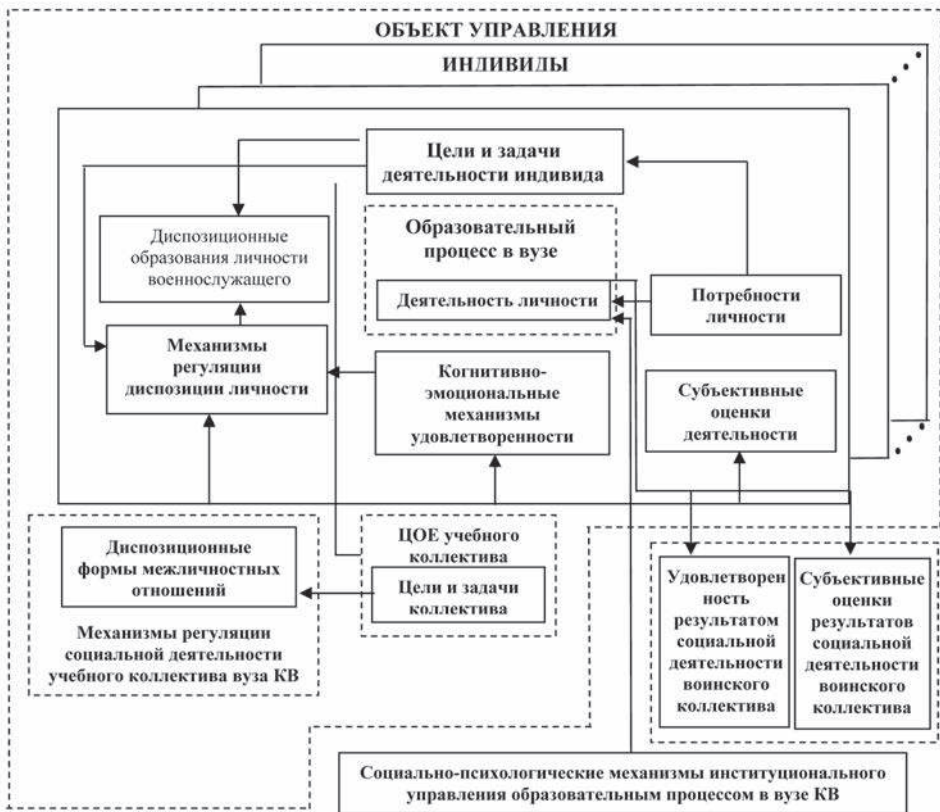 ОБЪЕКТ УПРАВЛЕНИЯ
ИНДИВИДЫ
Цели и задачи
деятельности индивида
Образовательный
процесс в вузе
Деятельность личности
Диспозиционные
образования личности
военнослужащего
Потребности
личности
Механизмы
регуляции
диспозиции личности
Когнитивно-
эмоциональные
механизмы
удовлетворенности
Субъективные
оценки
деятельности
Диспозиционные
формы межличностных
отношений
Механизмы регуляции
социальной деятельности
учебного коллектива вуза КВ
ЦОЕ учебного
коллектива
Цели и задачи
коллектива
Удовлетворен
ность
результатом
социальной
деятельности
воинского
коллектива
Субъективные
оценки
результатов
социальной
деятельности
воинского
коллектива
Социально-психологические механизмы институционального
управления образовательным процессом в вузе КВ